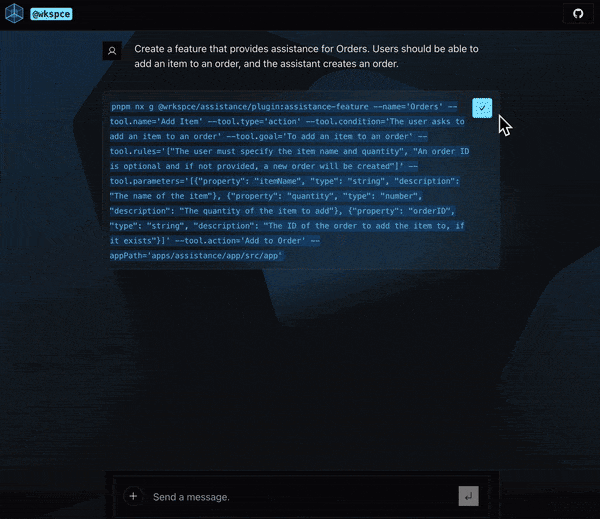 @wkspce
Create a feature that provides assistance for Orders. Users should be able to
add an item to an order, and the assistant creates an order.
pnpm nx g @wrkspce/assistance/plugin:assistance-feature --name='Orders' --
tool.name='Add Item' --tool.type='action' --tool.condition='The user asks to
add an item to an order' --tool.goal='To add an item to an order' --
tool.rules='["The user must specify the item name and quantity", "An order ID
is optional and if not provided, a new order will be created"]' --
tool.parameters='[{"property": "itemName", "type": "string", "description":
"The name of the item"}, {"property": "quantity", "type": "number",
"description": "The quantity of the item to add"}, {"property": "orderID",
"type": "string", "description": "The ID of the order to add the item to, if
it exists"}]' --tool.action='Add to Order' --
appPath='apps/assistance/app/src/app'
Send a message.